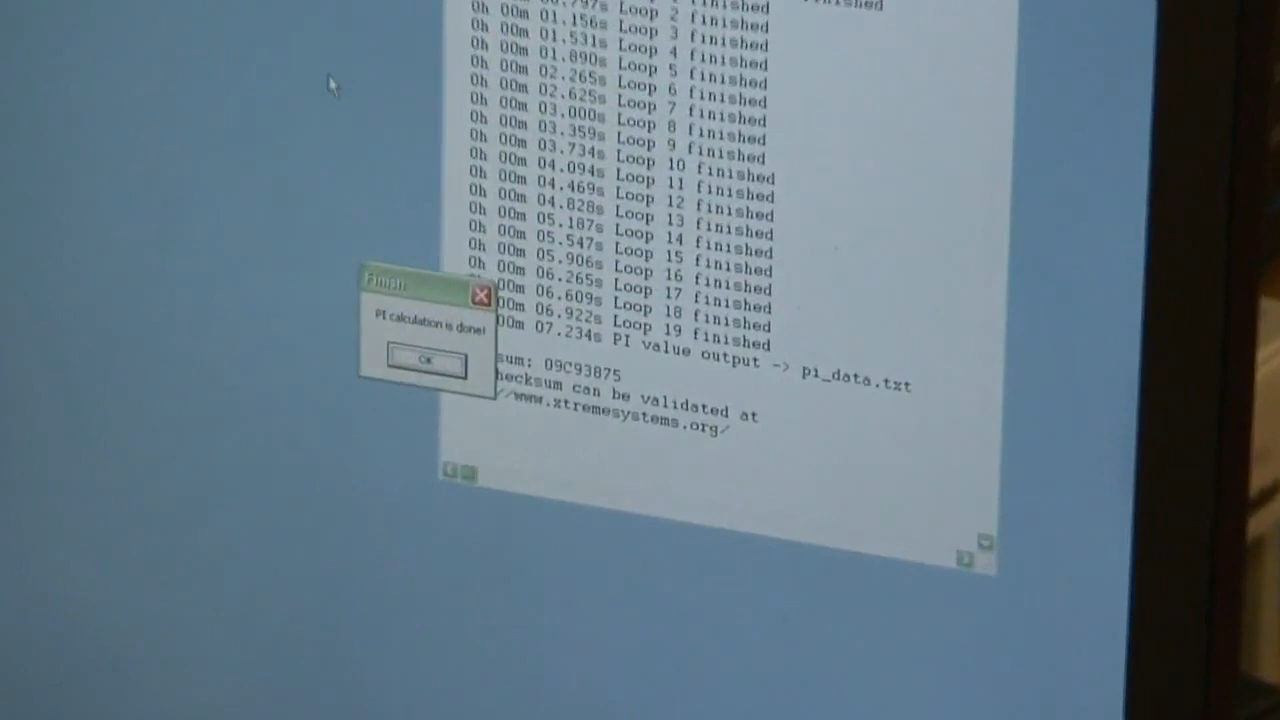 finished
00.797s Loop 2 finished
0h 00m 01.156s Loop 3 finished
0h 00m 01.531s Loop 4 finished
0h 00m 01.890s Loop 5 finished
0h 00m 02.265s Loop 6 finished
0h 00m 02.625s Loop 7 finished
0h 00m 03.000s Loop 8 finished
0h 00m 03.359s Loop 9 finished
0h 00m 03.734s Loop 10 finished
0h 00m 04.094s Loop 11 finished
0h 00m 04.469s Loop 12 finished
0h 00m 04.828s Loop 13 finished
0h 00m 05.187s Loop 14 finished
0h 00m 05.547s Loop 15 finished
0h 00m 05.906s Loop 16 finished
0h 00m 06.265s Loop 17 finished
00m 06.609s Loop 18 finished
00m 06.922s Loop 19 finished
00m 07.234s PI value output -> pi_data.txt
Finish
PI calculation is done!
OK
sum: 09C93875
hecksum can be validated at
//www.xtremesystems.org/